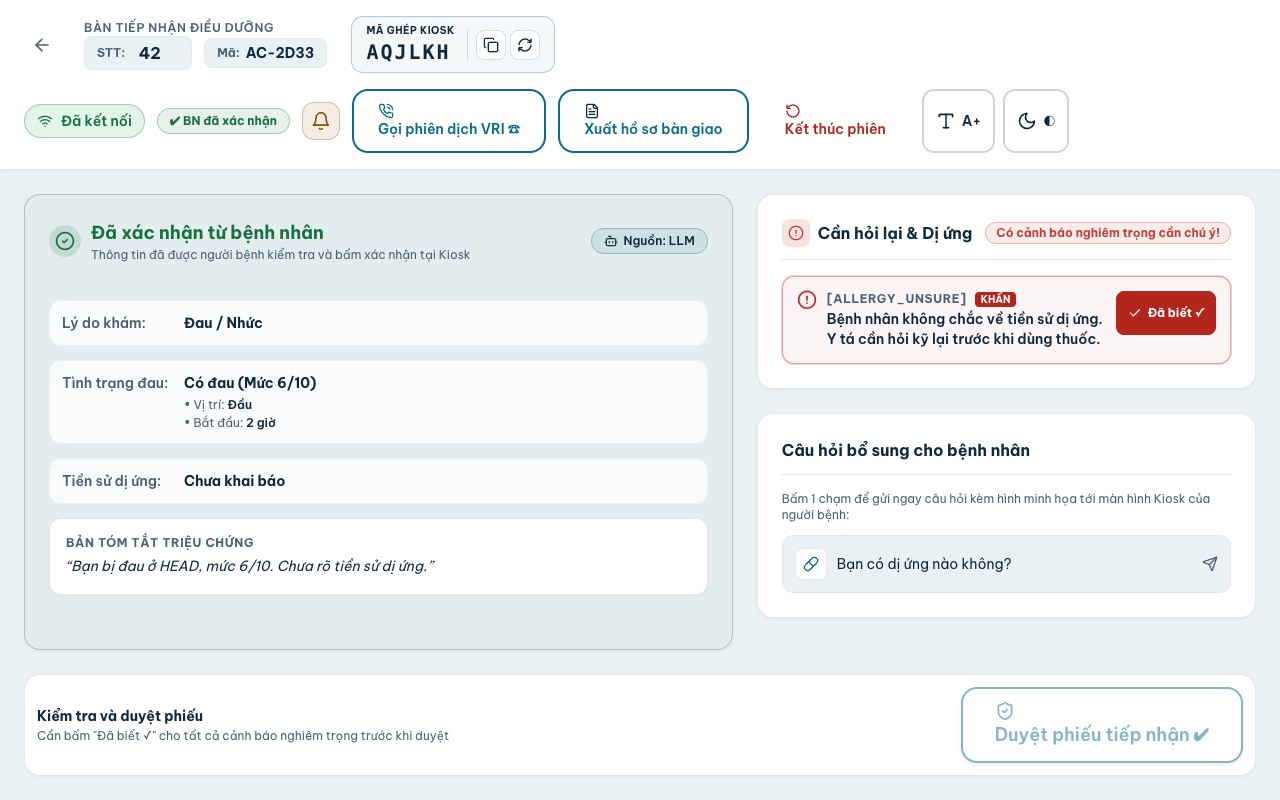 BÀN TIẾP NHẬN ĐIỀU DƯỠNG
STT: 42
Mã: AC-2D33
MÃ GHÉP KIOSK
AQJLKH
Đã kết nối
✔ BN đã xác nhận
Gọi phiên dịch VRI ☎
Xuất hồ sơ bàn giao
Kết thúc phiên
A+
Đã xác nhận từ bệnh nhân
Thông tin đã được người bệnh kiểm tra và bấm xác nhận tại Kiosk
Nguồn: LLM
Lý do khám: Đau / Nhức
Tình trạng đau: Có đau (Mức 6/10)
• Vị trí: Đầu
• Bắt đầu: 2 giờ
Tiền sử dị ứng: Chưa khai báo
BẢN TÓM TẮT TRIỆU CHỨNG
“Bạn bị đau ở HEAD, mức 6/10. Chưa rõ tiền sử dị ứng.”
Cần hỏi lại & Dị ứng
Có cảnh báo nghiêm trọng cần chú ý!
[ALLERGY_UNSURE] KHẨN
Bệnh nhân không chắc về tiền sử dị ứng.
Y tá cần hỏi kỹ lại trước khi dùng thuốc.
Đã biết ✓
Câu hỏi bổ sung cho bệnh nhân
Bấm 1 chạm để gửi ngay câu hỏi kèm hình minh họa tới màn hình Kiosk của
người bệnh:
Bạn có dị ứng nào không?
Kiểm tra và duyệt phiếu
Cần bấm "Đã biết ✓" cho tất cả cảnh báo nghiêm trọng trước khi duyệt
Duyệt phiếu tiếp nhận ✔